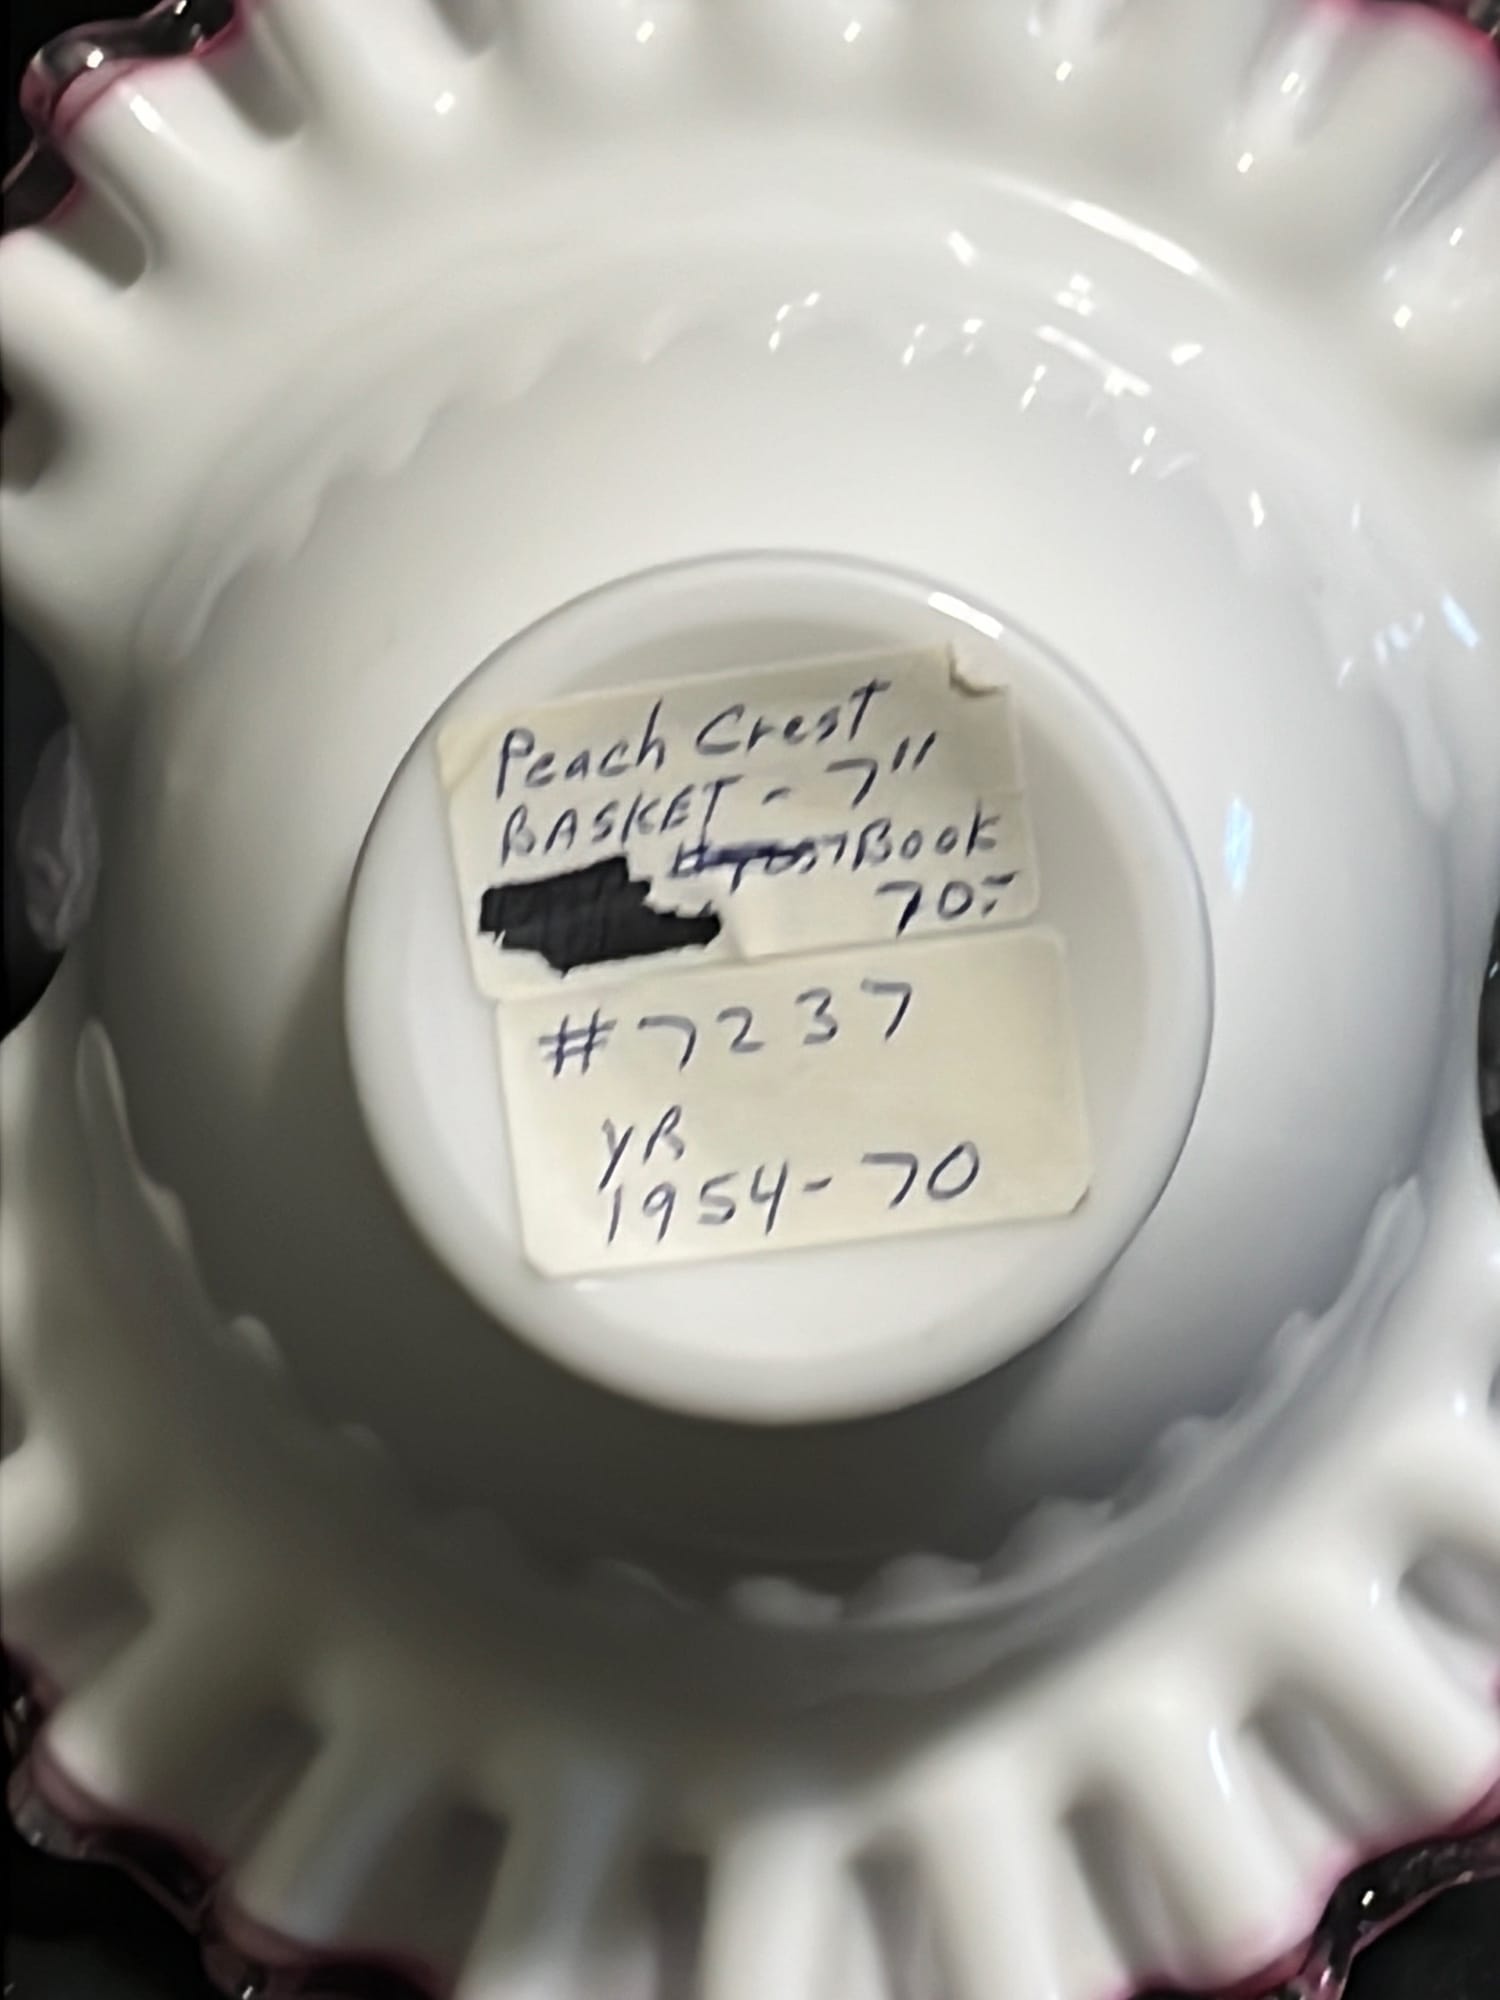 Peach Crest
BASKET - 7"
Book
70.-
#7237
YR
1954-70